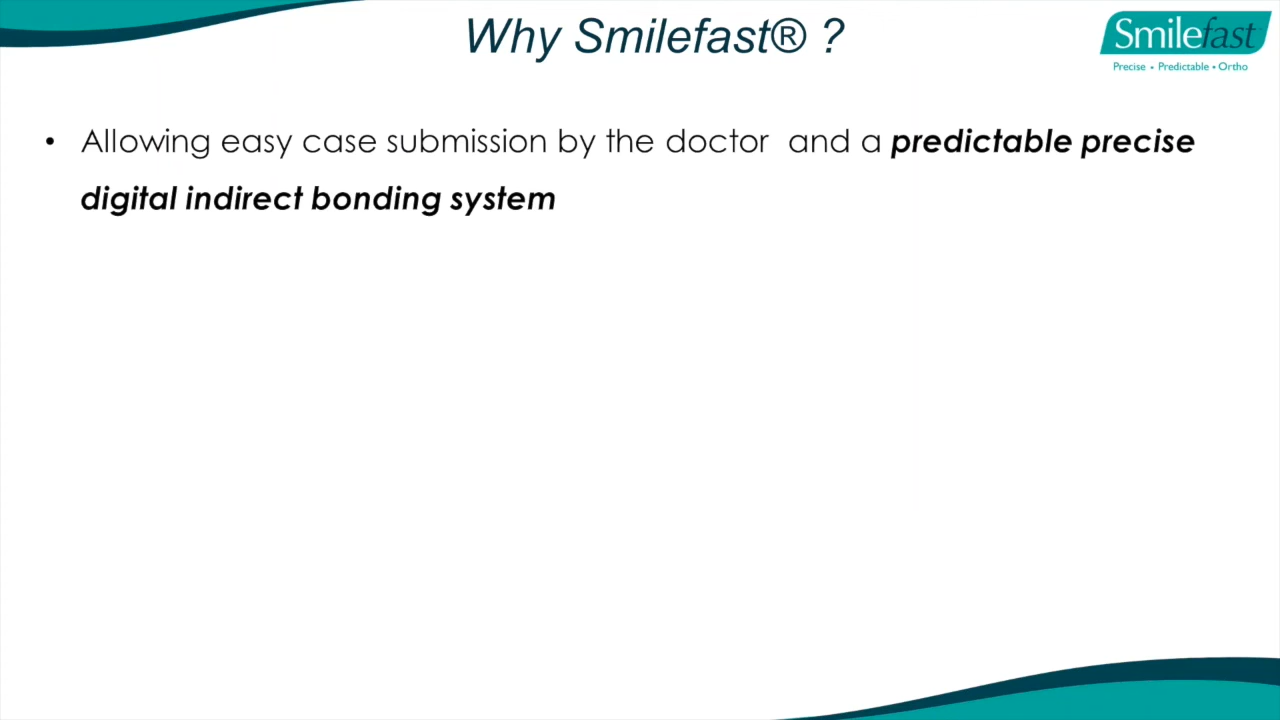 Why Smilefast® ?
Smilefast
Precise • Predictable • Ortho
• Allowing easy case submission by the doctor  and a predictable precise
digital indirect bonding system